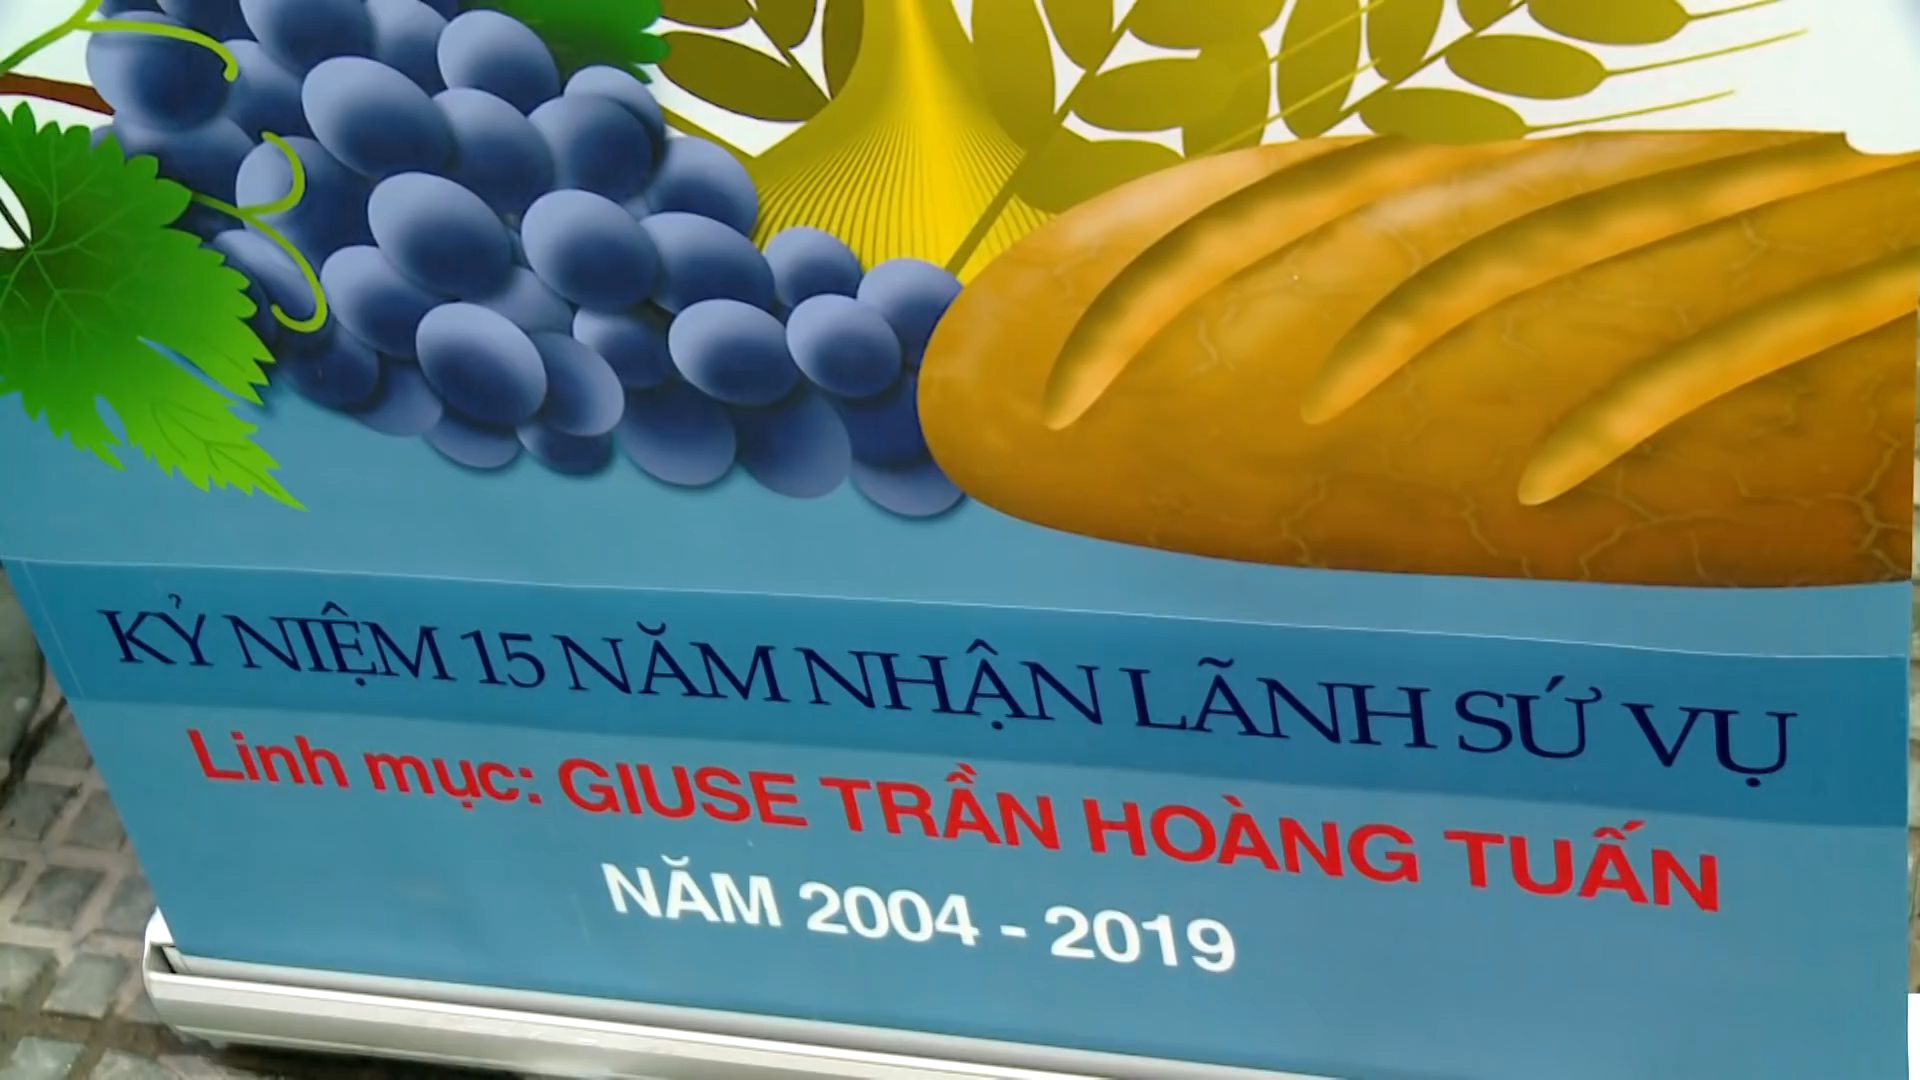 KỶ NIỆM 15 NĂM NHẬN LÃNH SỨ VỤ
Linh mục: GIUSE TRẦN HOÀNG TUẤN
NĂM 2004 - 2019